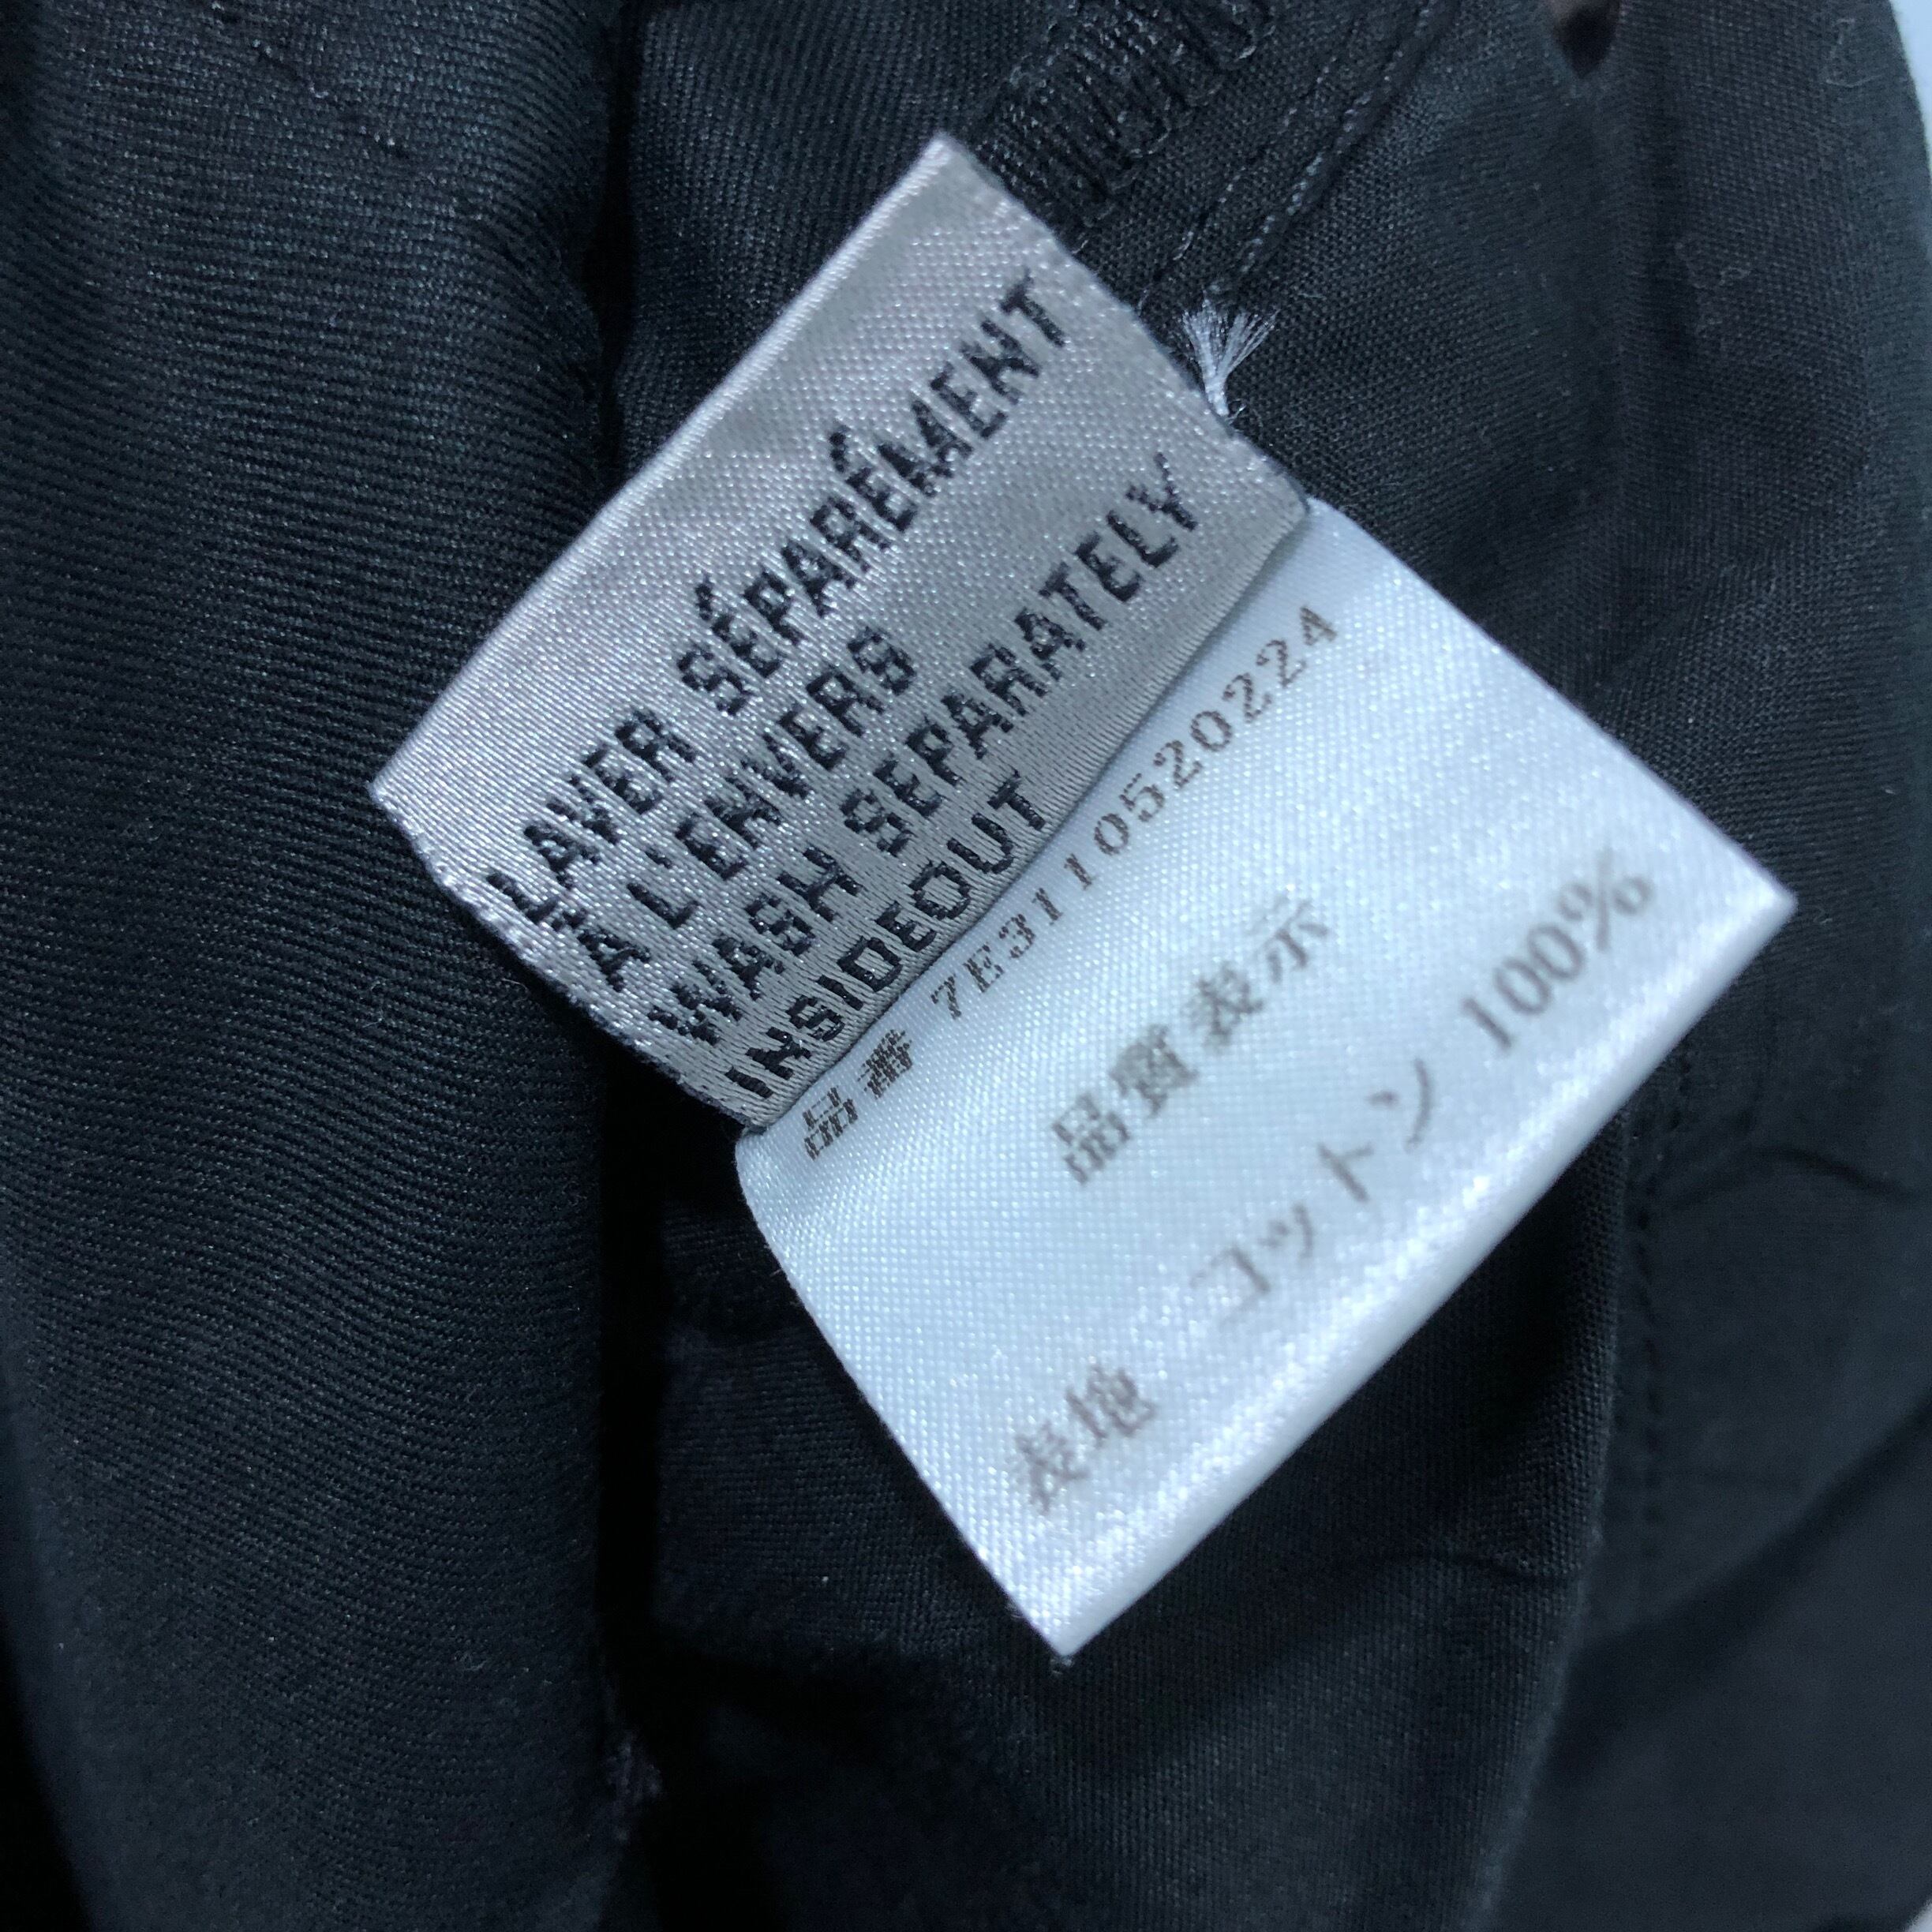 LAVER SÉPARÉMENT
À L'ENVERS
WASH SEPARATELY
INSIDEOUT
品番 7E3110520224
品質表示
表地 コットン 100%